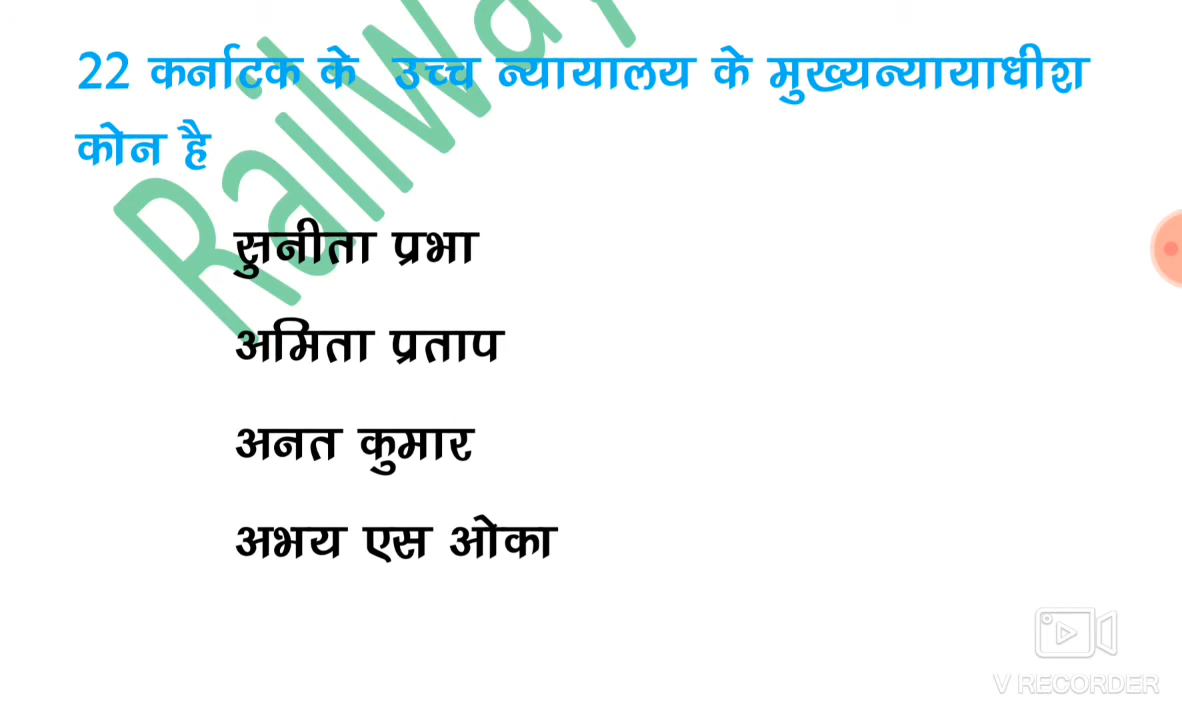 22 कर्नाटक के उच्च न्यायालय के मुख्यन्यायाधीश
कोन है
RailWay
सुनीता प्रभा
अमिता प्रताप
अनत कुमार
अभय एस ओका
V RECORDER